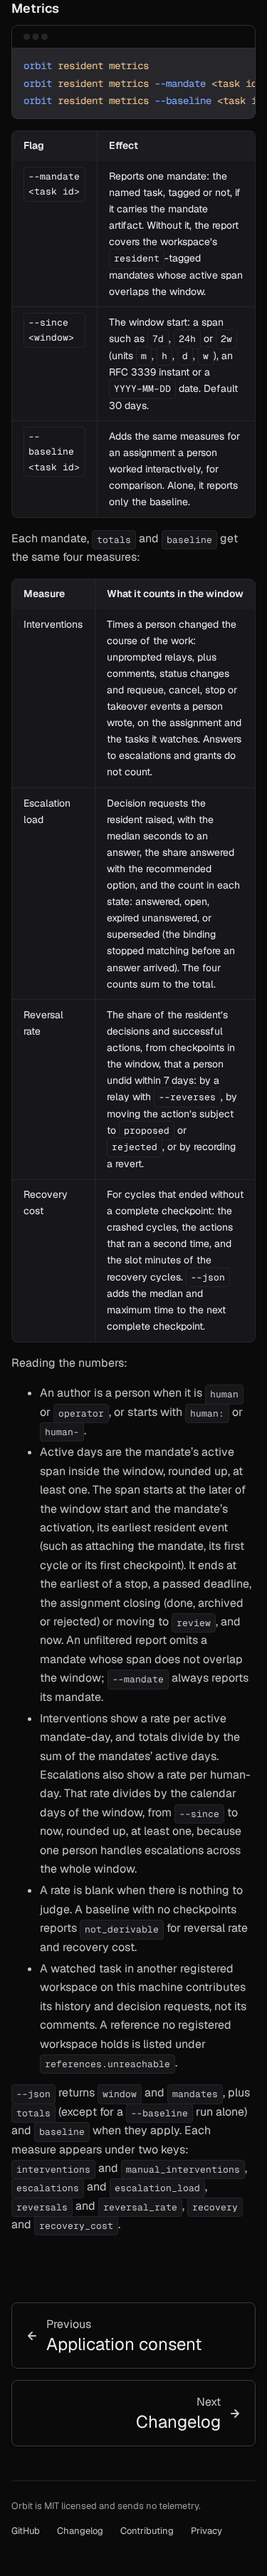 Metrics
orbit resident metrics
orbit resident metrics --mandate <task id
orbit resident metrics --baseline <task i
Flag Effect
--mandate
<task id>
Reports one mandate: the
named task, tagged or not, if
it carries the mandate
artifact. Without it, the report
covers the workspace's
resident-tagged
mandates whose active span
overlaps the window.
--since
<window>
The window start: a span
such as 7d, 24h or 2w
(units m, h, d, w), an
RFC 3339 instant or a
YYYY-MM-DD date. Default
30 days.
--
baseline
<task id>
Adds the same measures for
an assignment a person
worked interactively, for
comparison. Alone, it reports
only the baseline.
Each mandate, totals and baseline get
the same four measures:
Measure What it counts in the window
Interventions
Times a person changed the
course of the work:
unprompted relays, plus
comments, status changes
and requeue, cancel, stop or
takeover events a person
wrote, on the assignment and
the tasks it watches. Answers
to escalations and grants do
not count.
Escalation
load
Decision requests the
resident raised, with the
median seconds to an
answer, the share answered
with the recommended
option, and the count in each
state: answered, open,
expired unanswered, or
superseded (the binding
stopped matching before an
answer arrived). The four
counts sum to the total.
Reversal
rate
The share of the resident's
decisions and successful
actions, from checkpoints in
the window, that a person
undid within 7 days: by a
relay with --reverses, by
moving the action's subject
to proposed or
rejected, or by recording
a revert.
Recovery
cost
For cycles that ended without
a complete checkpoint: the
crashed cycles, the actions
that ran a second time, and
the slot minutes of the
recovery cycles. --json
adds the median and
maximum time to the next
complete checkpoint.
Reading the numbers:
• An author is a person when it is human
or operator, or starts with human: or
human-.
• Active days are the mandate's active
span inside the window, rounded up, at
least one. The span starts at the later of
the window start and the mandate's
activation, its earliest resident event
(such as attaching the mandate, its first
cycle or its first checkpoint). It ends at
the earliest of a stop, a passed deadline,
the assignment closing (done, archived
or rejected) or moving to review, and
now. An unfiltered report omits a
mandate whose span does not overlap
the window; --mandate always reports
its mandate.
• Interventions show a rate per active
mandate-day, and totals divide by the
sum of the mandates' active days.
Escalations also show a rate per human-
day. That rate divides by the calendar
days of the window, from --since to
now, rounded up, at least one, because
one person handles escalations across
the whole window.
• A rate is blank when there is nothing to
judge. A baseline with no checkpoints
reports not_derivable for reversal rate
and recovery cost.
• A watched task in another registered
workspace on this machine contributes
its history and decision requests, not its
comments. A reference no registered
workspace holds is listed under
references.unreachable.
--json returns window and mandates, plus
totals (except for a --baseline run alone)
and baseline when they apply. Each
measure appears under two keys:
interventions and manual_interventions,
escalations and escalation_load,
reversals and reversal_rate, recovery
and recovery_cost.
Previous
← Application consent
Next
Changelog →
Orbit is MIT licensed and sends no telemetry.
GitHub Changelog Contributing Privacy